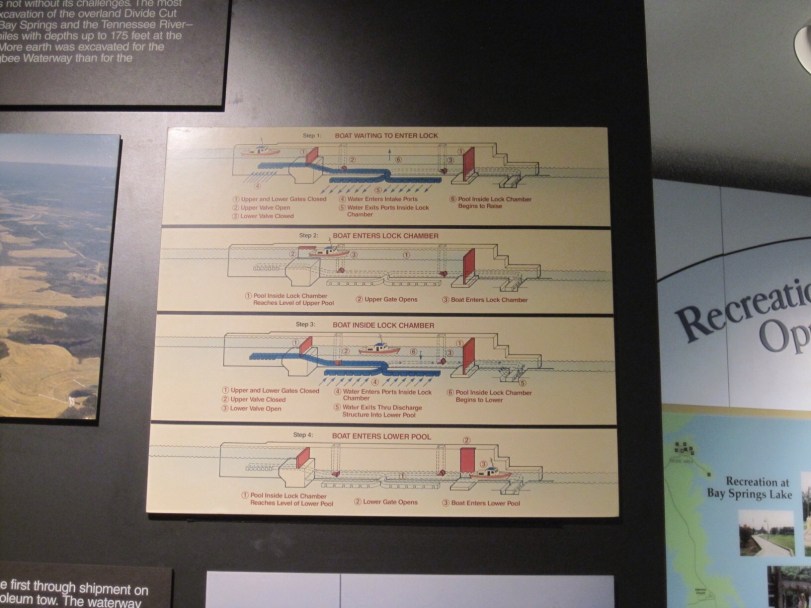 s not without its challenges. The most
xcavation of the overland Divide Cut
Bay Springs and the Tennessee River—
miles with depths up to 175 feet at the
More earth was excavated for the
gbee Waterway than for the
Step 1: BOAT WAITING TO ENTER LOCK
① Upper and Lower Gates Closed
② Upper Valve Open
③ Lower Valve Closed
④ Water Enters Intake Ports
⑤ Water Exits Ports Inside Lock
Chamber
⑥ Pool Inside Lock Chamber
Begins to Raise
Step 2: BOAT ENTERS LOCK CHAMBER
① Pool Inside Lock Chamber
Reaches Level of Upper Pool
② Upper Gate Opens
③ Boat Enters Lock Chamber
Step 3: BOAT INSIDE LOCK CHAMBER
① Upper and Lower Gates Closed
② Upper Valve Closed
③ Lower Valve Open
④ Water Enters Ports Inside Lock
Chamber
⑤ Water Exits Thru Discharge
Structure Into Lower Pool
⑥ Pool Inside Lock Chamber
Begins to Lower
Step 4: BOAT ENTERS LOWER POOL
① Pool Inside Lock Chamber
Reaches Level of Lower Pool
② Lower Gate Opens
③ Boat Enters Lower Pool
Recreatio
Op
Recreation at
Bay Springs Lake
e first through shipment on
oleum tow. The waterway